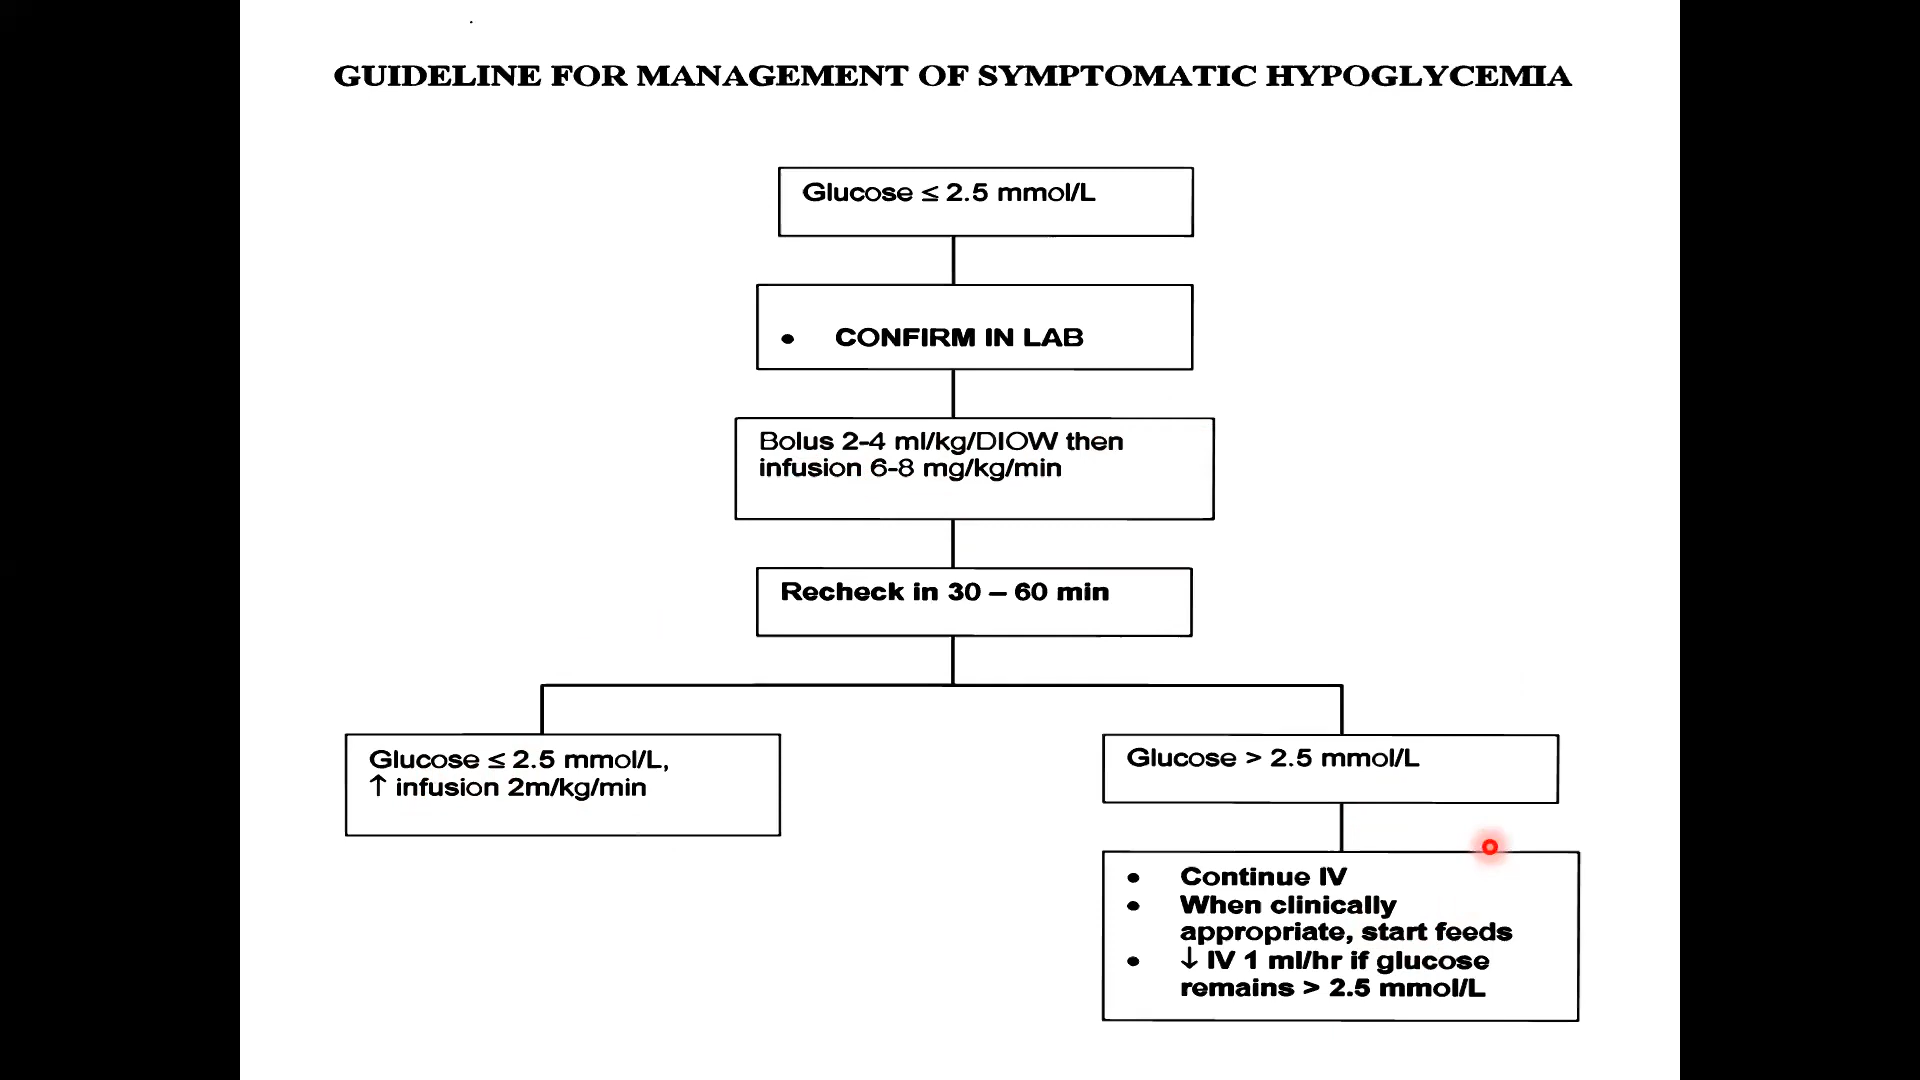 GUIDELINE FOR MANAGEMENT OF SYMPTOMATIC HYPOGLYCEMIA
Glucose ≤ 2.5 mmol/L
• CONFIRM IN LAB
Bolus 2-4 ml/kg/DIOW then
infusion 6-8 mg/kg/min
Recheck in 30 – 60 min
Glucose ≤ 2.5 mmol/L,
↑ infusion 2m/kg/min
Glucose > 2.5 mmol/L
• Continue IV
• When clinically
appropriate, start feeds
• ↓ IV 1 ml/hr if glucose
remains > 2.5 mmol/L